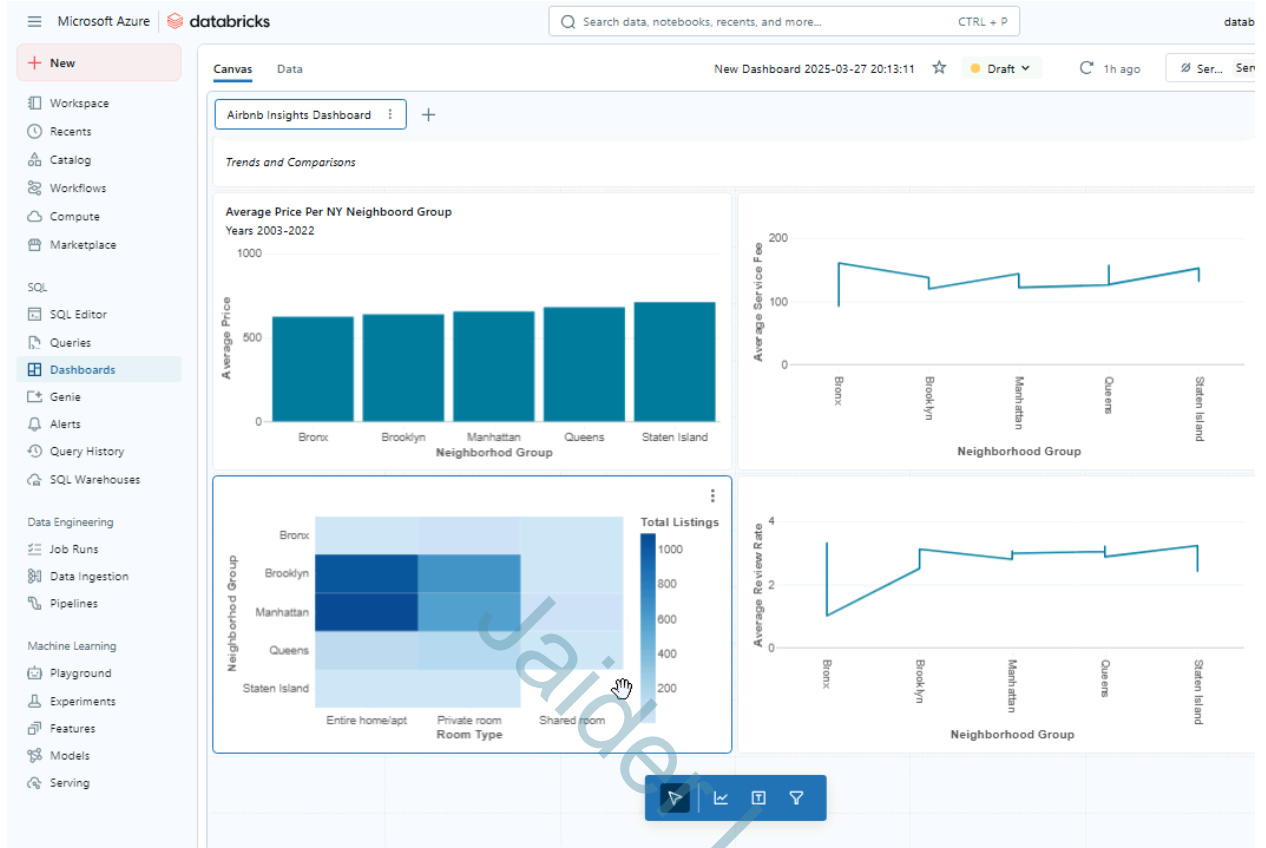 Microsoft Azure databricks
Search data, notebooks, recents, and more... CTRL + P
datab
New
Workspace
Recents
Catalog
Workflows
Compute
Marketplace
SQL
SQL Editor
Queries
Dashboards
Genie
Alerts
Query History
SQL Warehouses
Data Engineering
Job Runs
Data Ingestion
Pipelines
Machine Learning
Playground
Experiments
Features
Models
Serving
Canvas Data
New Dashboard 2025-03-27 20:13:11 Draft 1h ago Ser... Ser
Airbnb Insights Dashboard
Trends and Comparisons
Average Price Per NY Neighboord Group
Years 2003-2022
1000
500
0
Average Price
Bronx Brooklyn Manhattan Queens Staten Island
Neighborhod Group
200
100
0
Average Service Fee
Bronx Brooklyn Manhattan Queens Staten Island
Neighborhood Group
Total Listings
1000
800
600
400
200
Neighborhod Group
Bronx
Brooklyn
Manhattan
Queens
Staten Island
Entire home/apt Private room Shared room
Room Type
4
2
0
Average Review Rate
Bronx Brooklyn Manhattan Queens Staten Island
Neighborhood Group
Jaider